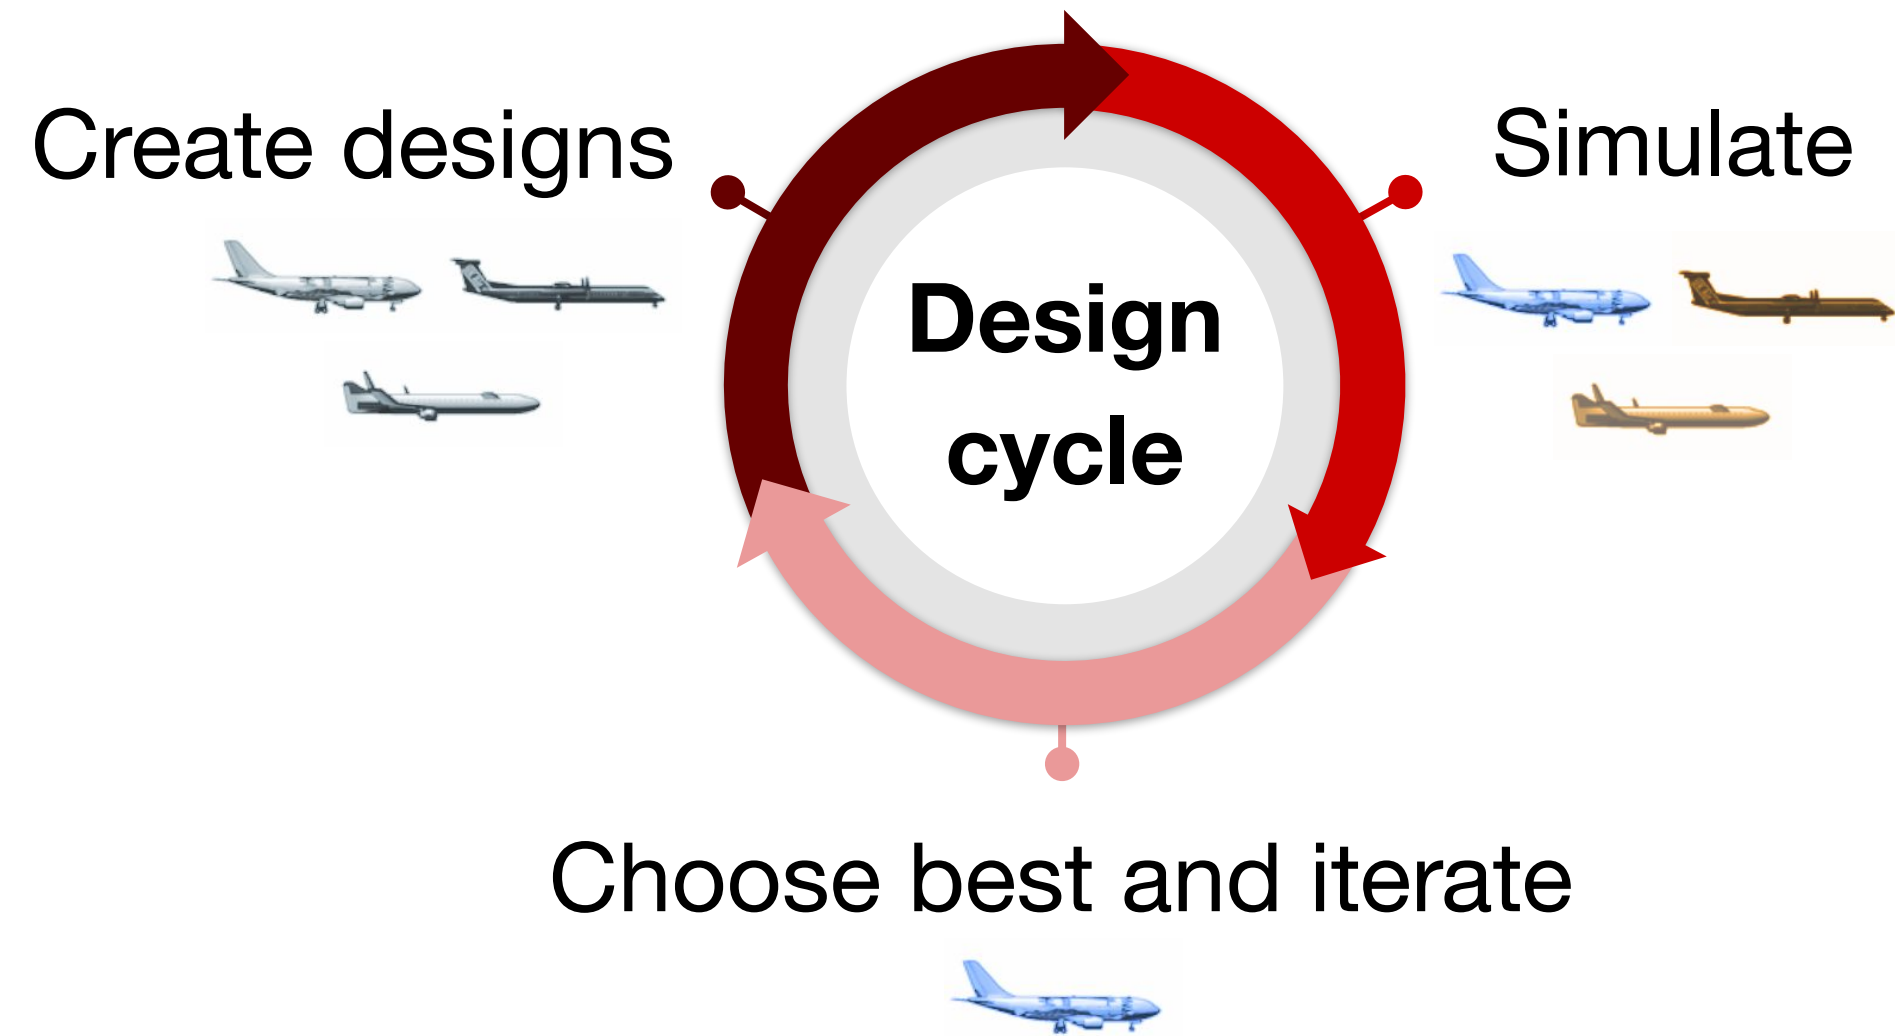 Create designs
Simulate
Design
cycle
Choose best and iterate